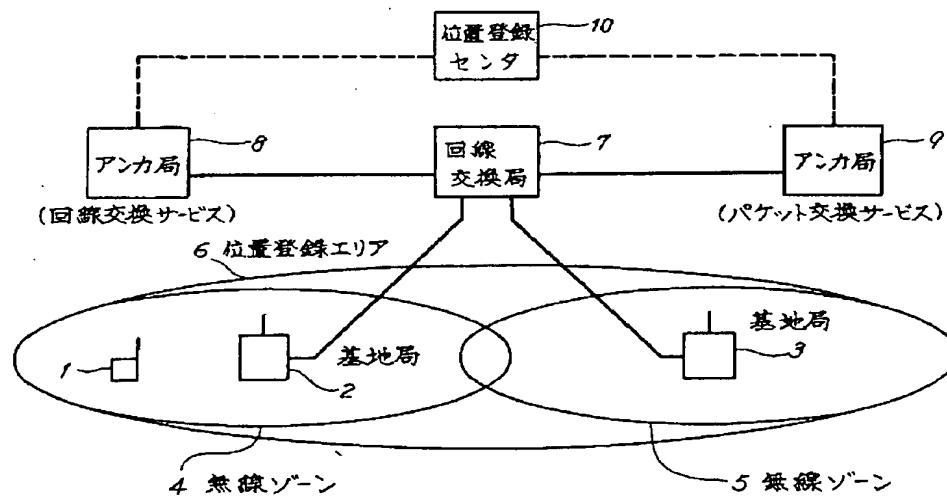 位置登録
センタ
10
アンカ局
8
(回線交換サービス)
回線
交換局
7
アンカ局
9
(パケット交換サービス)
6 位置登録エリア
1
基地局
2
基地局
3
4 無線ゾーン
5 無線ゾーン